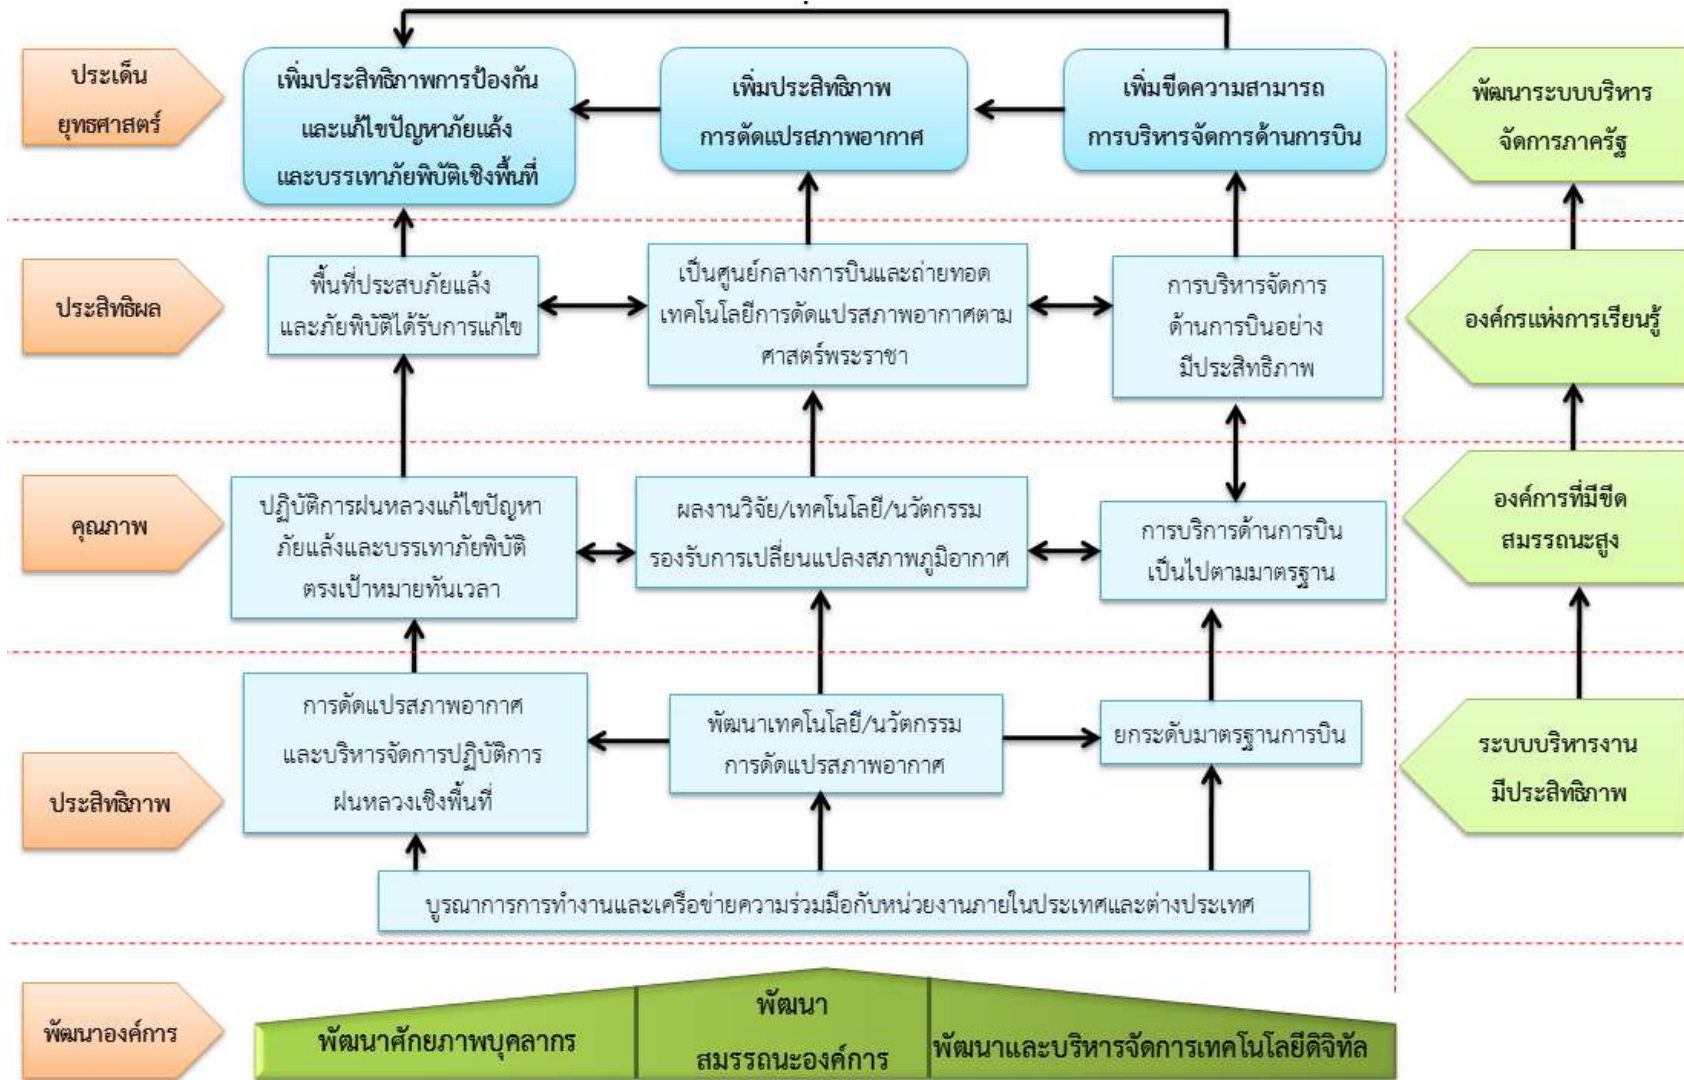 ประเด็น
ยุทธศาสตร์
เพิ่มประสิทธิภาพการป้องกัน
และแก้ไขปัญหาภัยแล้ง
และบรรเทาภัยพิบัติเชิงพื้นที่
เพิ่มประสิทธิภาพ
การดัดแปรสภาพอากาศ
เพิ่มขีดความสามารถ
การบริหารจัดการด้านการบิน
พัฒนาระบบบริหาร
จัดการภาครัฐ
ประสิทธิผล
พื้นที่ประสบภัยแล้ง
และภัยพิบัติได้รับการแก้ไข
เป็นศูนย์กลางการบินและถ่ายทอด
เทคโนโลยีการดัดแปรสภาพอากาศตาม
ศาสตร์พระราชา
การบริหารจัดการ
ด้านการบินอย่าง
มีประสิทธิภาพ
องค์กรแห่งการเรียนรู้
คุณภาพ
ปฏิบัติการฝนหลวงแก้ไขปัญหา
ภัยแล้งและบรรเทาภัยพิบัติ
ตรงเป้าหมายทันเวลา
ผลงานวิจัย/เทคโนโลยี/นวัตกรรม
รองรับการเปลี่ยนแปลงสภาพภูมิอากาศ
การบริการด้านการบิน
เป็นไปตามมาตรฐาน
องค์การที่มีขีด
สมรรถนะสูง
ประสิทธิภาพ
การดัดแปรสภาพอากาศ
และบริหารจัดการปฏิบัติการ
ฝนหลวงเชิงพื้นที่
พัฒนาเทคโนโลยี/นวัตกรรม
การดัดแปรสภาพอากาศ
ยกระดับมาตรฐานการบิน
ระบบบริหารงาน
มีประสิทธิภาพ
บูรณาการการทำงานและเครือข่ายความร่วมมือกับหน่วยงานภายในประเทศและต่างประเทศ
พัฒนาองค์การ
พัฒนาศักยภาพบุคลากร
พัฒนา
สมรรถนะองค์การ
พัฒนาและบริหารจัดการเทคโนโลยีดิจิทัล